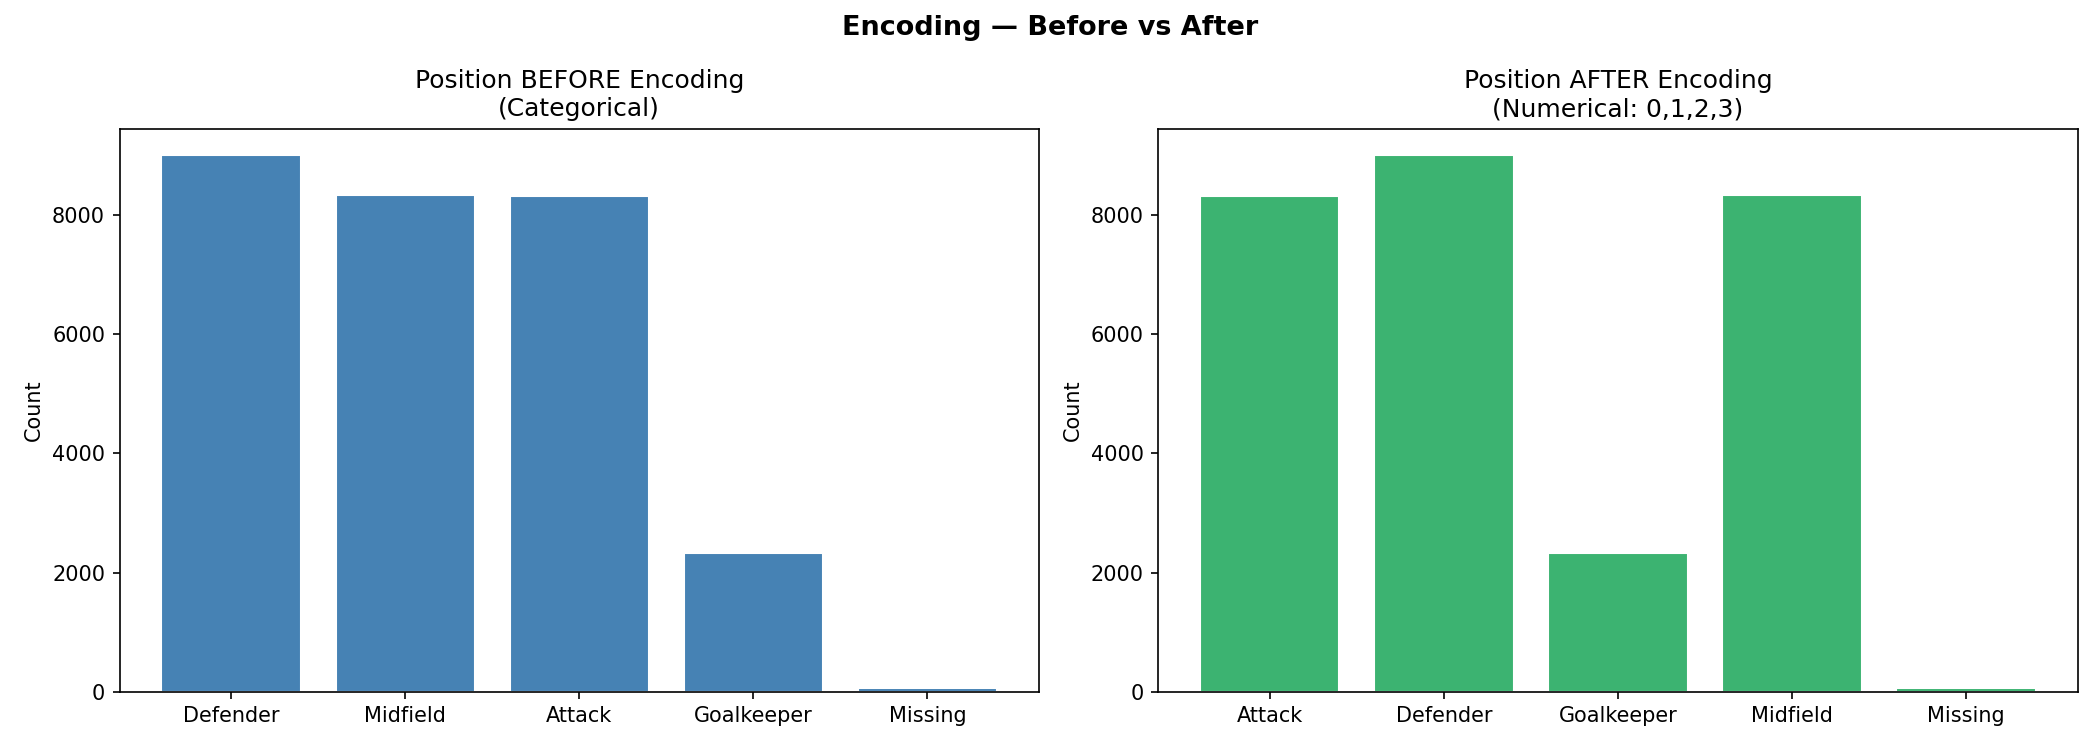 Encoding — Before vs After
Position BEFORE Encoding
(Categorical)
Count
8000
6000
4000
2000
0
Defender
Midfield
Attack
Goalkeeper
Missing
Position AFTER Encoding
(Numerical: 0,1,2,3)
Count
8000
6000
4000
2000
0
Attack
Defender
Goalkeeper
Midfield
Missing